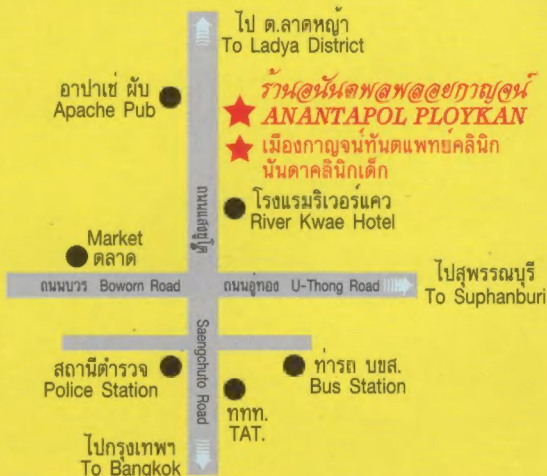 ไป ต.ลาดหญ้า
To Ladya District
อาปาเช่ ผับ
Apache Pub
ร้านอนันตพลพลอยกาญจน์
ANANTAPOL PLOYKAN
เมืองกาญจน์ทันตแพทย์คลินิก
นันดาคลินิกเด็ก
ถนนแสงชูโต
โรงแรมริเวอร์แคว
River Kwae Hotel
Market
ตลาด
ถนนบวร Boworn Road
ถนนอู่ทอง U-Thong Road
ไปสุพรรณบุรี
To Suphanburi
Saengchuto Road
สถานีตำรวจ
Police Station
ท่ารถ บขส.
Bus Station
ททท.
TAT.
ไปกรุงเทพฯ
To Bangkok